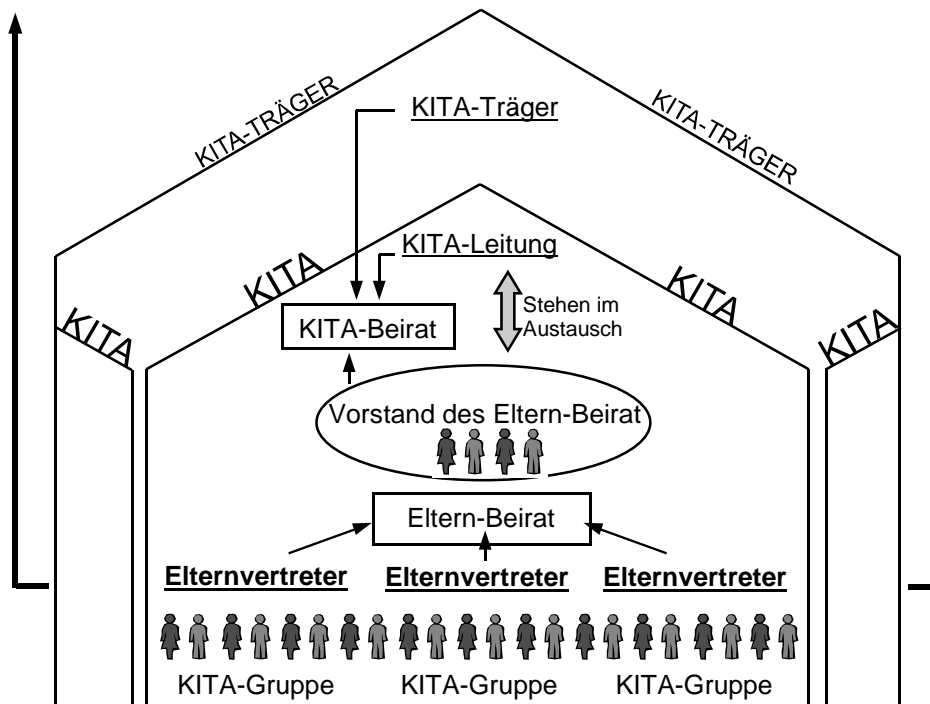 KITA-TRÄGER
KITA-TRÄGER
KITA-Träger
KITA-Leitung
KITA
KITA
KITA
KITA
Stehen im
Austausch
KITA-Beirat
Vorstand des Eltern-Beirat
Eltern-Beirat
Elternvertreter Elternvertreter Elternvertreter
KITA-Gruppe KITA-Gruppe KITA-Gruppe